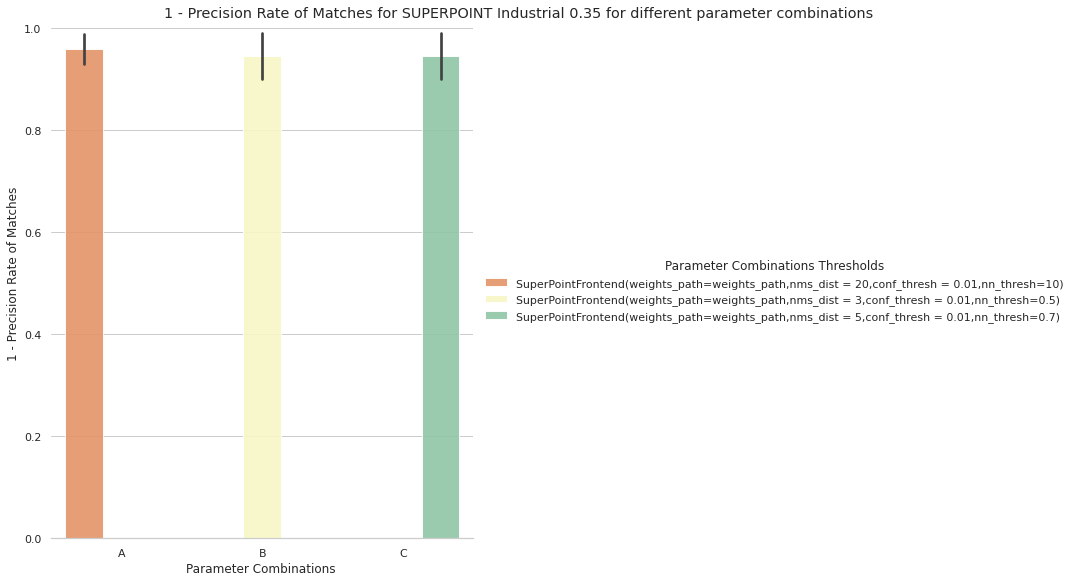 1 - Precision Rate of Matches for SUPERPOINT Industrial 0.35 for different parameter combinations
1.0
0.8
0.6
0.4
0.2
0.0
1 - Precision Rate of Matches
A B C
Parameter Combinations
Parameter Combinations Thresholds
SuperPointFrontend(weights_path=weights_path,nms_dist = 20,conf_thresh = 0.01,nn_thresh=10)
SuperPointFrontend(weights_path=weights_path,nms_dist = 3,conf_thresh = 0.01,nn_thresh=0.5)
SuperPointFrontend(weights_path=weights_path,nms_dist = 5,conf_thresh = 0.01,nn_thresh=0.7)